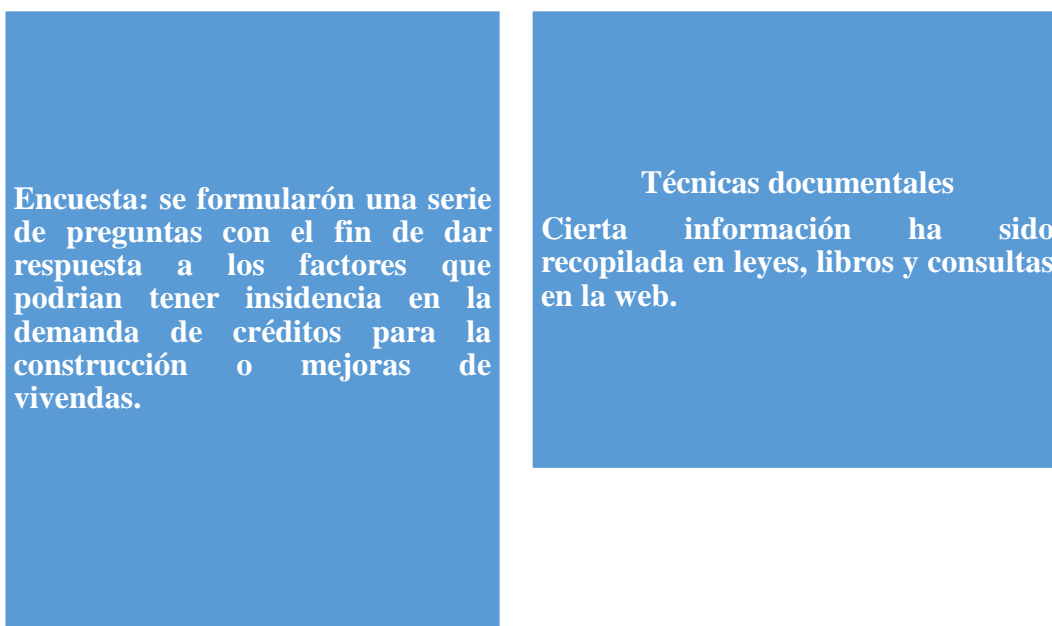 Encuesta: se formularón una serie
de preguntas con el fin de dar
respuesta a los factores que
podrian tener insidencia en la
demanda de créditos para la
construcción o mejoras de
vivendas.
Técnicas documentales
Cierta información ha sido
recopilada en leyes, libros y consultas
en la web.